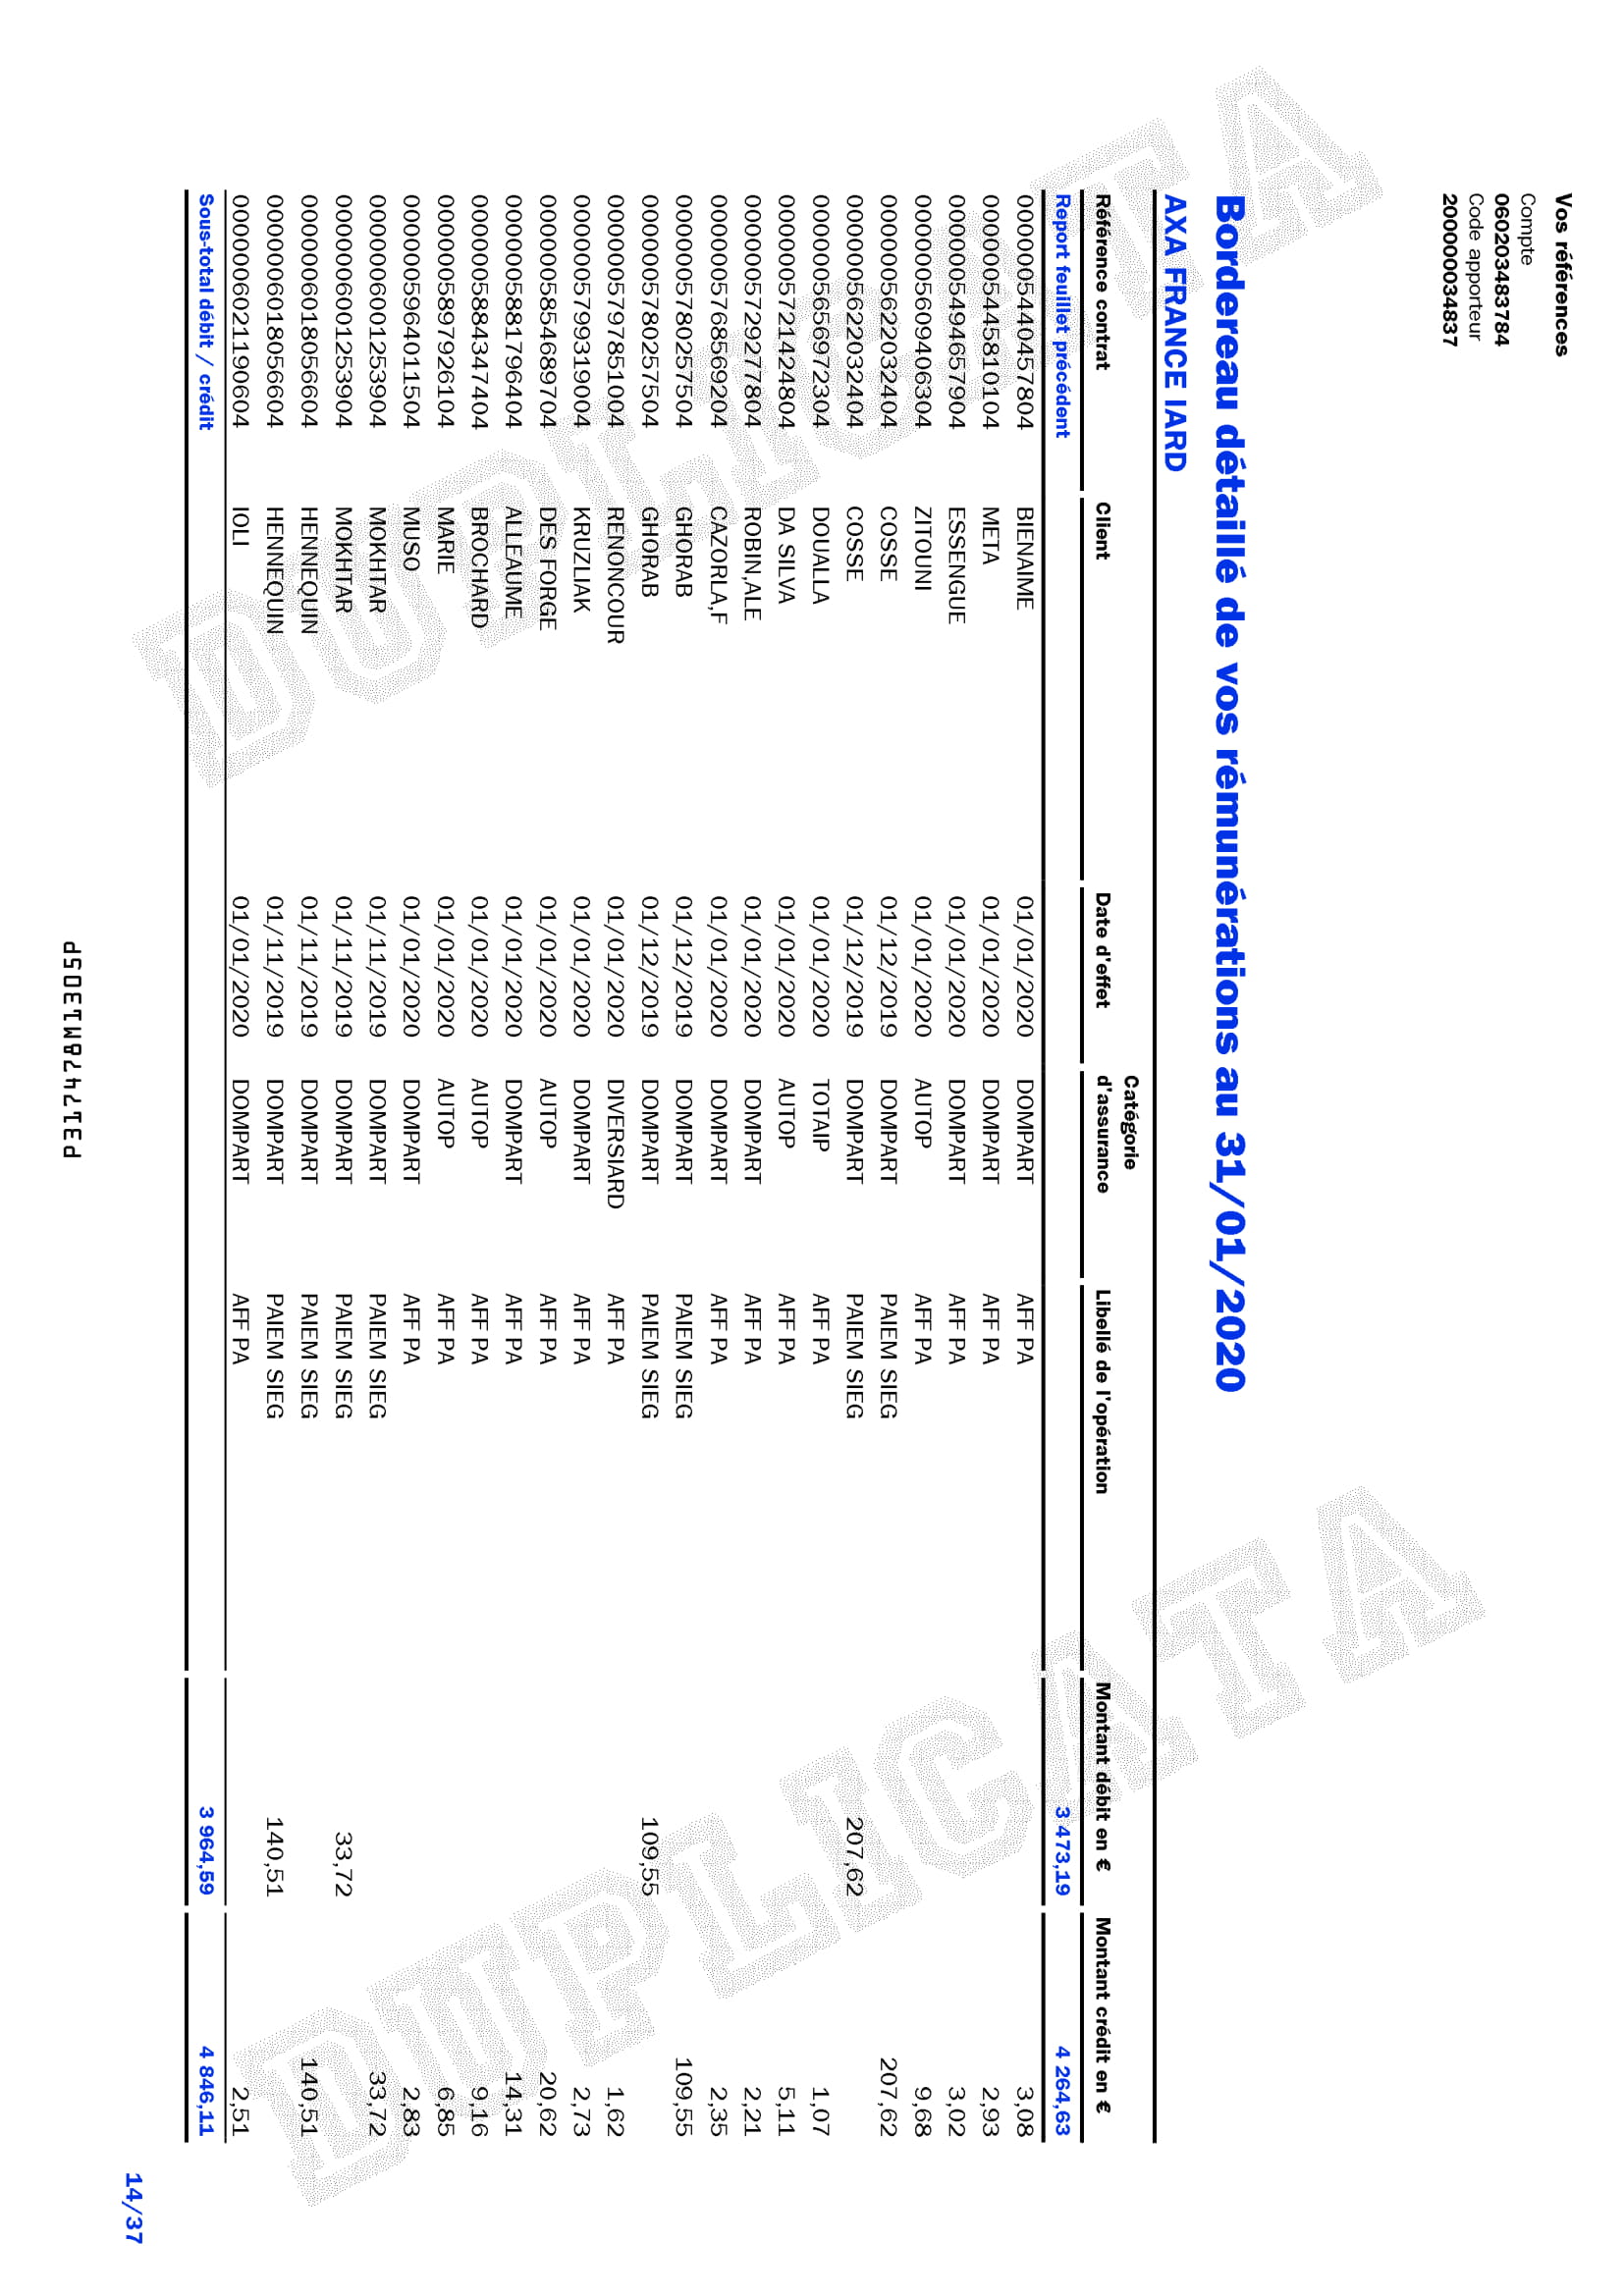 Vos références
Compte
060203483784
Code apporteur
200000034837
Bordereau détaillé de vos rémunérations au 31/01/2020
AXA FRANCE IARD
Référence contrat Client Date d'effet Catégorie d'assurance Libellé de l'opération Montant débit en € Montant crédit en €
Report feuillet précédent 3 473,19 4 264,63
0000005440457804 BIENAIME 01/01/2020 DOMPART AFF PA 3,08
0000005445810104 META 01/01/2020 DOMPART AFF PA 2,93
0000005494657904 ESSENGUE 01/01/2020 DOMPART AFF PA 3,02
0000005609406304 ZITOUNI 01/01/2020 AUTOP AFF PA 9,68
0000005622032404 COSSE 01/12/2019 DOMPART PAIEM SIEG 207,62
0000005622032404 COSSE 01/12/2019 DOMPART PAIEM SIEG 207,62
0000005656972304 DOUALLA 01/01/2020 TOTAIP AFF PA 1,07
0000005721424804 DA SILVA 01/01/2020 AUTOP AFF PA 5,11
0000005729277804 ROBIN,ALE 01/01/2020 DOMPART AFF PA 2,21
0000005768569204 CAZORLA,F 01/01/2020 DOMPART AFF PA 2,35
0000005780257504 GHORAB 01/12/2019 DOMPART PAIEM SIEG 109,55
0000005780257504 GHORAB 01/12/2019 DOMPART PAIEM SIEG 109,55
0000005797851004 RENONCOUR 01/01/2020 DIVERSIARD AFF PA 1,62
0000005799319004 KRUZLIAK 01/01/2020 DOMPART AFF PA 2,73
0000005854689704 DES FORGE 01/01/2020 AUTOP AFF PA 20,62
0000005881796404 ALLEAUME 01/01/2020 DOMPART AFF PA 14,31
0000005884347404 BROCHARD 01/01/2020 AUTOP AFF PA 9,16
0000005897926104 MARIE 01/01/2020 AUTOP AFF PA 6,85
0000005964011504 MUSO 01/01/2020 DOMPART AFF PA 2,83
0000006001253904 MOKHTAR 01/11/2019 DOMPART PAIEM SIEG 33,72
0000006001253904 MOKHTAR 01/11/2019 DOMPART PAIEM SIEG 33,72
0000006018056604 HENNEQUIN 01/11/2019 DOMPART PAIEM SIEG 140,51
0000006018056604 HENNEQUIN 01/11/2019 DOMPART PAIEM SIEG 140,51
0000006021190604 IOLI 01/01/2020 DOMPART AFF PA 2,51
Sous-total débit / crédit 3 964,59 4 846,11
14/37
DUPLICATA
DUPLICATA